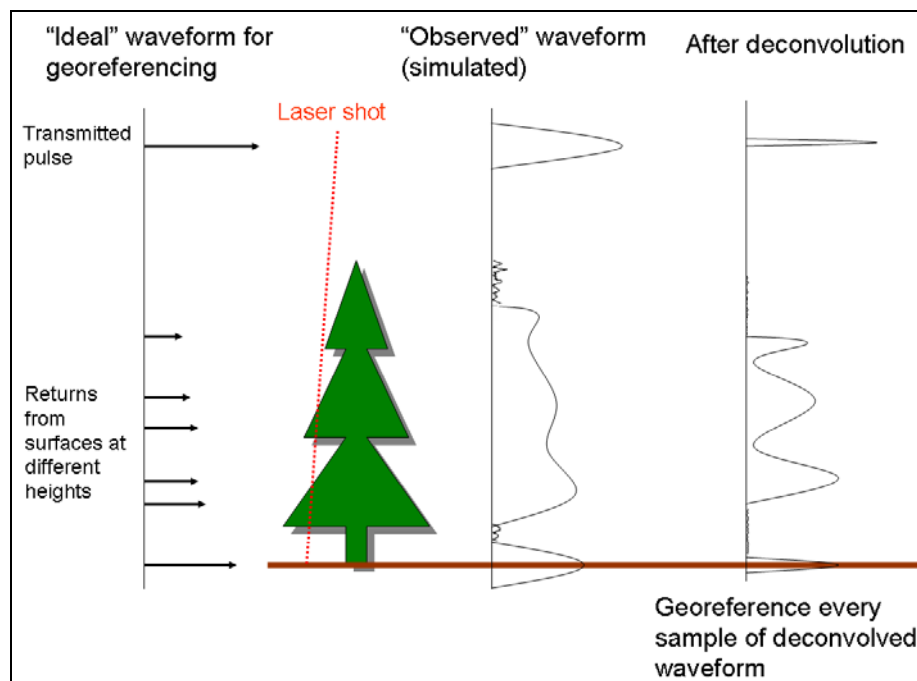 “Ideal” waveform for
georeferencing
“Observed” waveform
(simulated)
After deconvolution
Laser shot
Transmitted
pulse
Returns
from
surfaces at
different
heights
Georeference every
sample of deconvolved
waveform